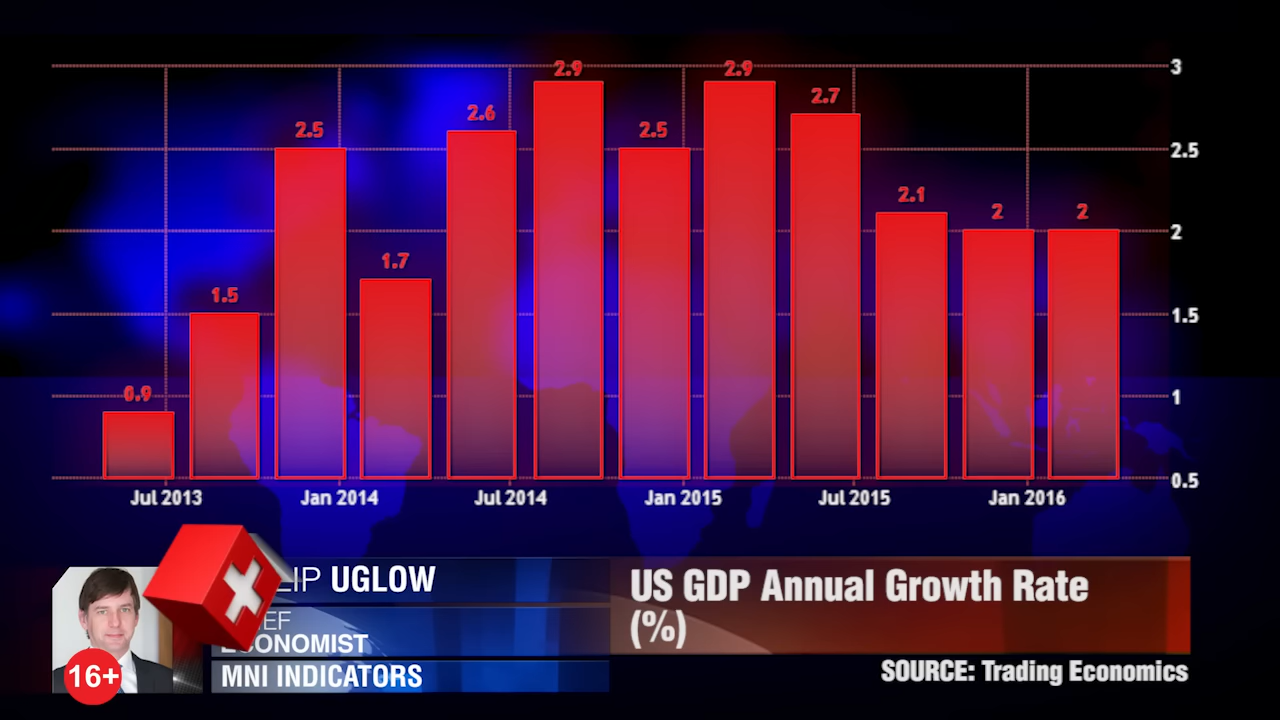 3
2.9 2.9
2.7
2.6
2.5 2.5 2.5
2.1
2 2 2
1.7
1.5 1.5
1
0.9
0.5
Jul 2013 Jan 2014 Jul 2014 Jan 2015 Jul 2015 Jan 2016
UGLOW
ECONOMIST
MNI INDICATORS
US GDP Annual Growth Rate
(%)
SOURCE: Trading Economics
16+